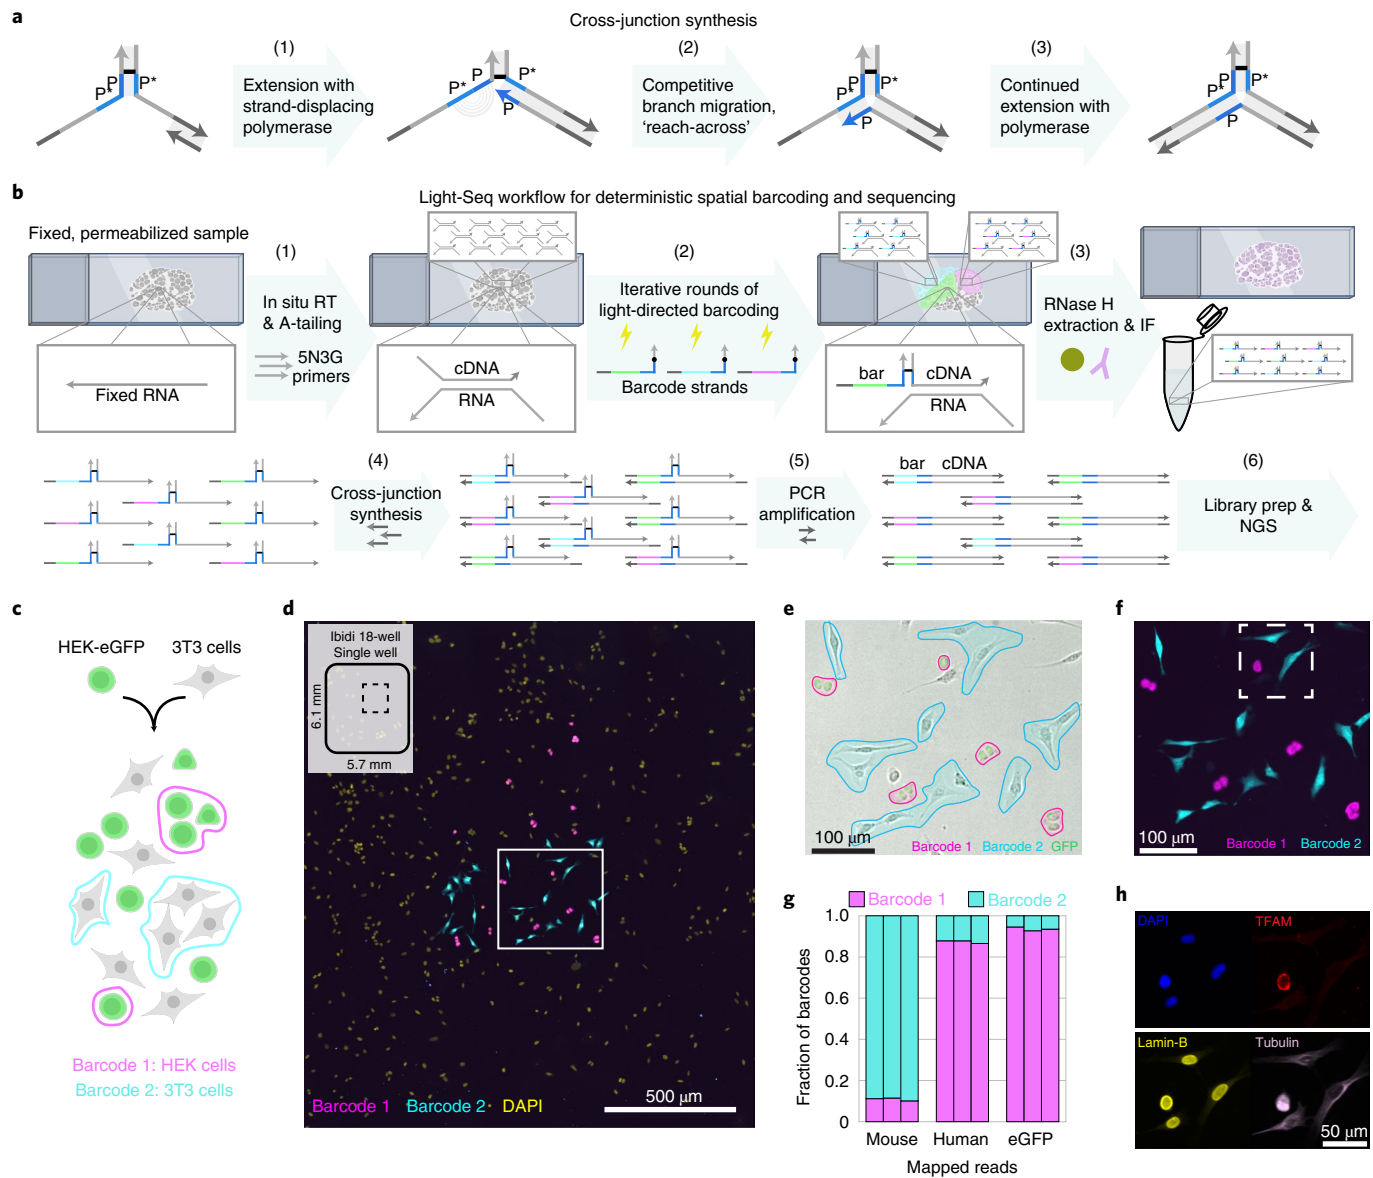 a
Cross-junction synthesis
(1)
(2)
(3)
P
P*
P*
Extension with
strand-displacing
polymerase
P
P*
P*
P
Competitive
branch migration,
'reach-across'
P
P*
P*
P
Continued
extension with
polymerase
P
P*
P*
P
b
Light-Seq workflow for deterministic spatial barcoding and sequencing
Fixed, permeabilized sample
(1)
(2)
(3)
In situ RT
& A-tailing
5N3G
primers
Iterative rounds of
light-directed barcoding
Barcode strands
RNase H
extraction & IF
Fixed RNA
cDNA
RNA
bar
cDNA
RNA
(4)
Cross-junction
synthesis
(5)
PCR
amplification
bar cDNA
(6)
Library prep &
NGS
c
HEK-eGFP
3T3 cells
Barcode 1: HEK cells
Barcode 2: 3T3 cells
d
Ibidi 18-well
Single well
6.1 mm
5.7 mm
Barcode 1 Barcode 2 DAPI
500 μm
e
100 μm
Barcode 1 Barcode 2 GFP
f
100 μm
Barcode 1 Barcode 2
g
Barcode 1
Barcode 2
Fraction of barcodes
1.0
0.8
0.6
0.4
0.2
0
Mouse Human eGFP
Mapped reads
h
DAPI
TFAM
Lamin-B
Tubulin
50 μm